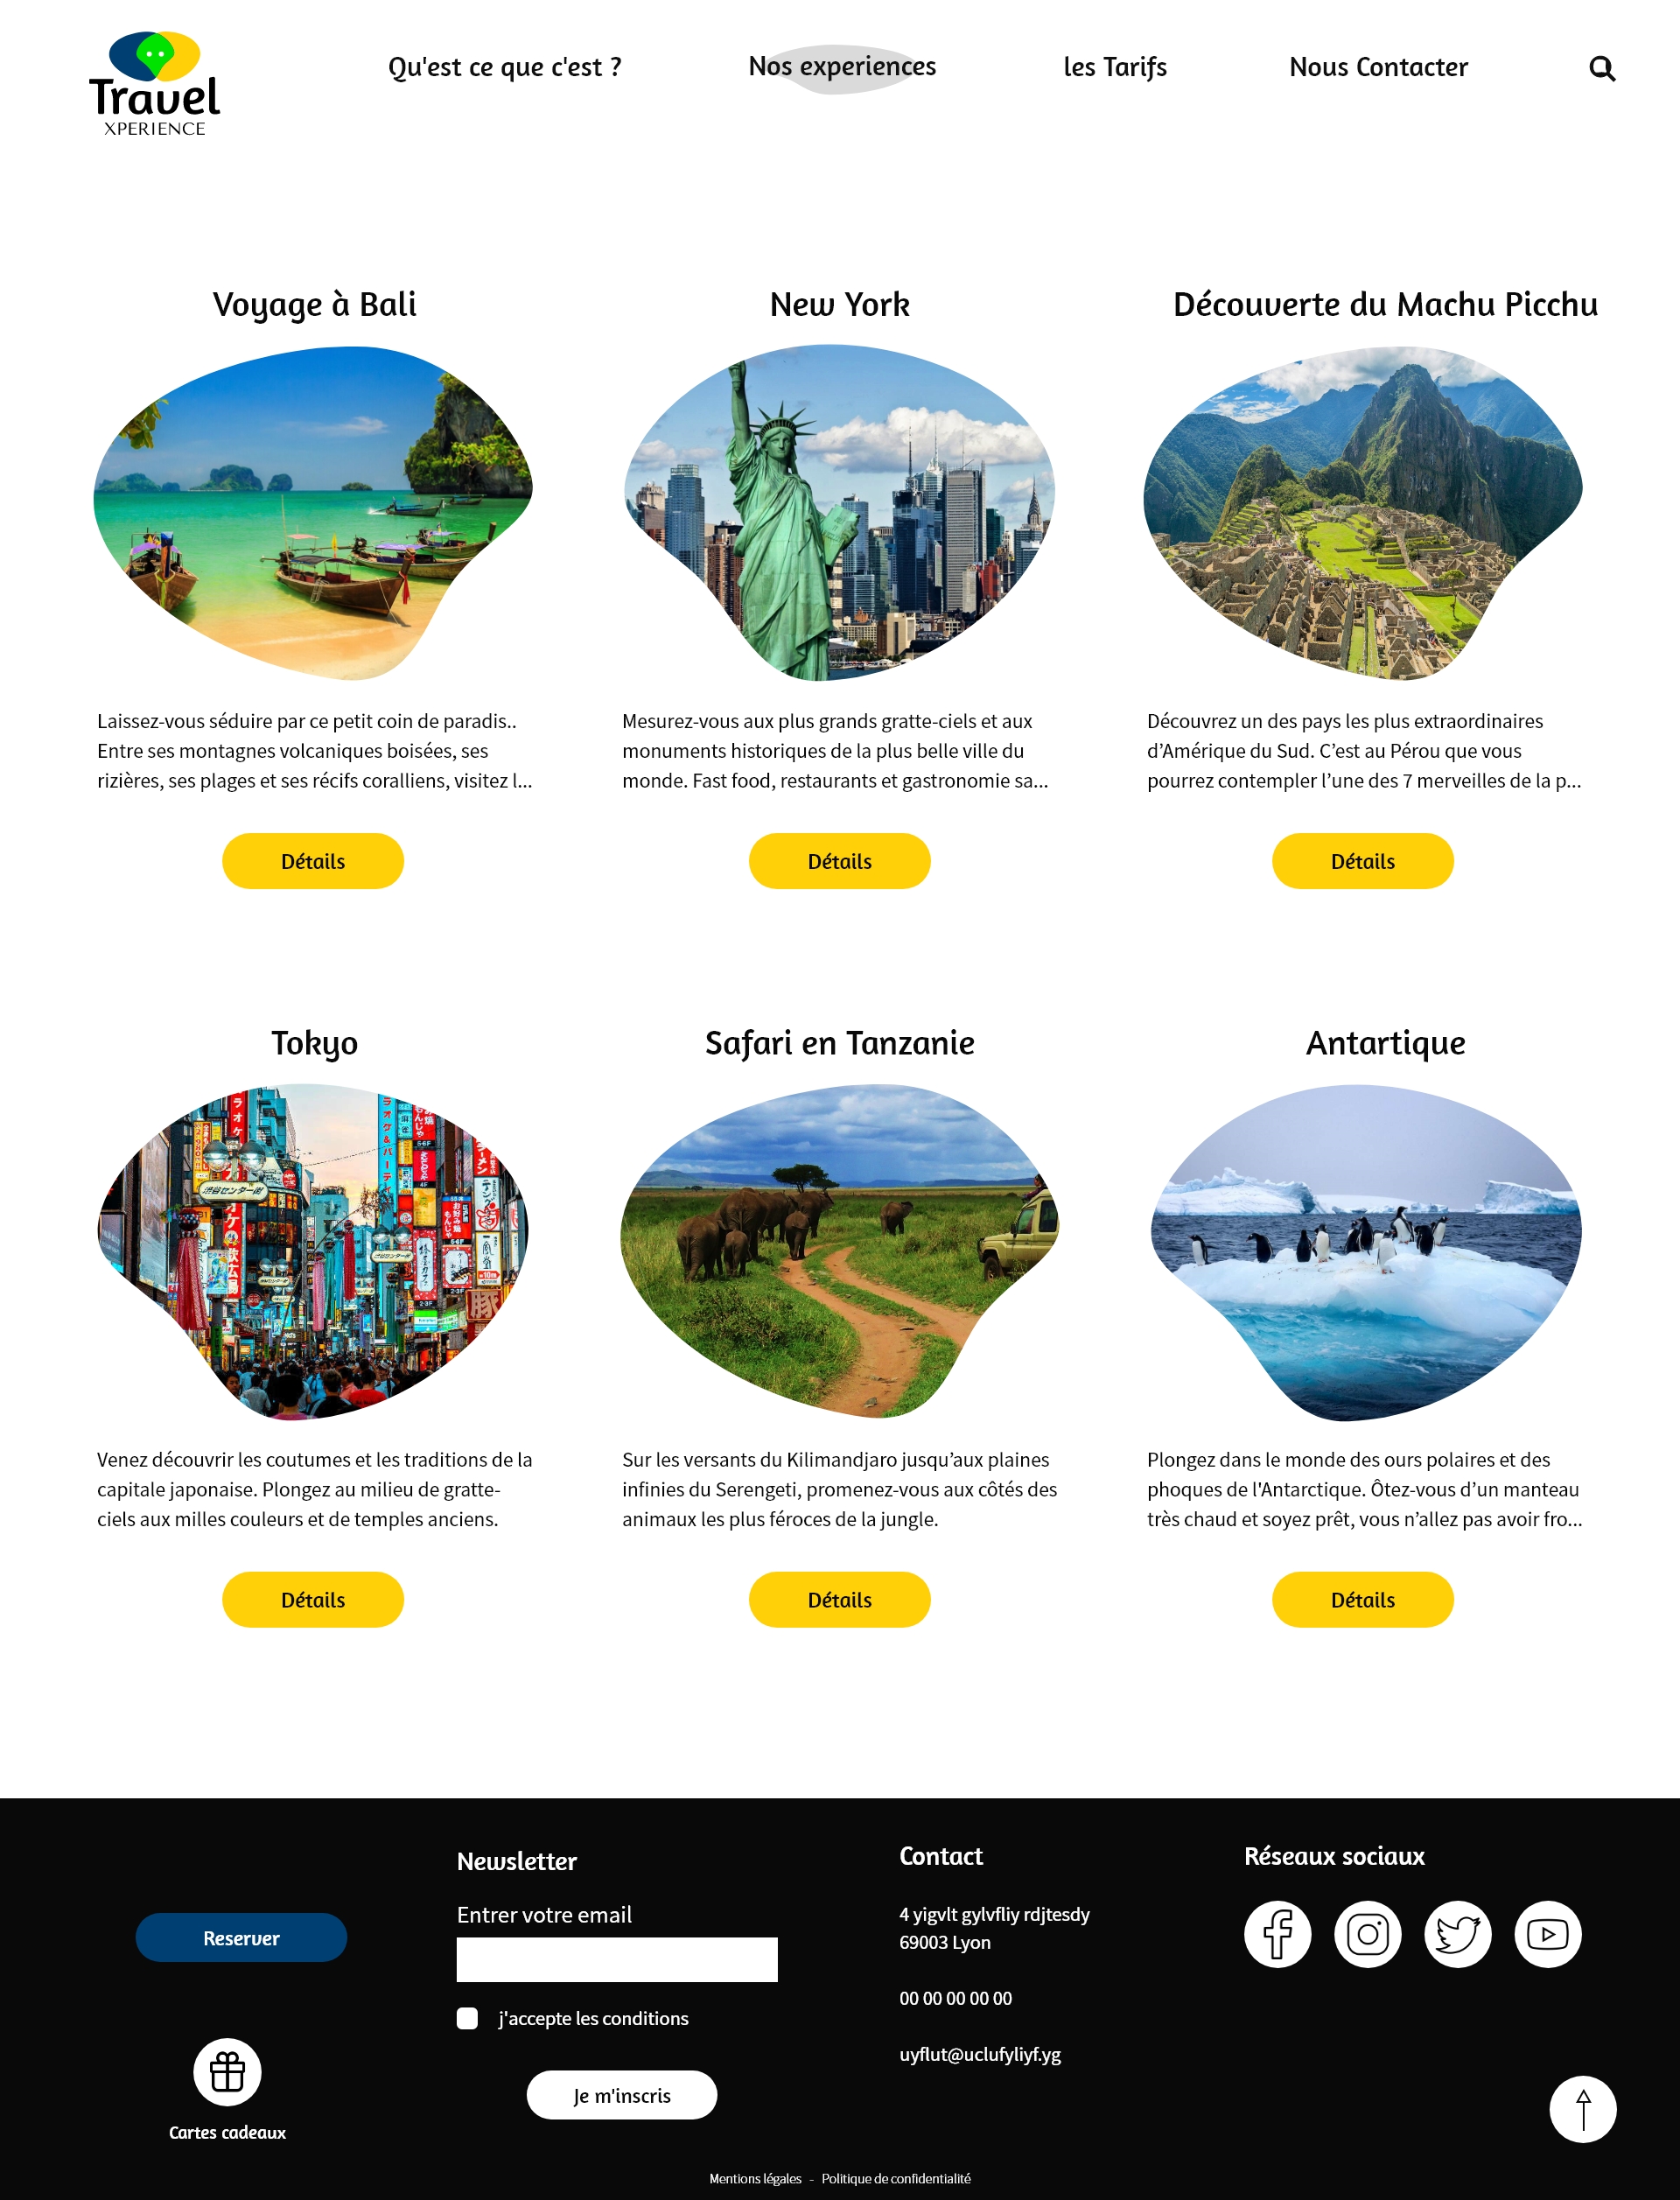 Travel
XPERIENCE
Qu'est ce que c'est ?
Nos experiences
les Tarifs
Nous Contacter
Voyage à Bali
New York
Découverte du Machu Picchu
Laissez-vous séduire par ce petit coin de paradis..
Entre ses montagnes volcaniques boisées, ses
rizières, ses plages et ses récifs coralliens, visitez l...
Mesurez-vous aux plus grands gratte-ciels et aux
monuments historiques de la plus belle ville du
monde. Fast food, restaurants et gastronomie sa...
Découvrez un des pays les plus extraordinaires
d’Amérique du Sud. C’est au Pérou que vous
pourrez contempler l’une des 7 merveilles de la p...
Détails
Détails
Détails
Tokyo
Safari en Tanzanie
Antartique
渋谷センター街
Venez découvrir les coutumes et les traditions de la
capitale japonaise. Plongez au milieu de gratte-
ciels aux milles couleurs et de temples anciens.
Sur les versants du Kilimandjaro jusqu’aux plaines
infinies du Serengeti, promenez-vous aux côtés des
animaux les plus féroces de la jungle.
Plongez dans le monde des ours polaires et des
phoques de l'Antarctique. Ôtez-vous d’un manteau
très chaud et soyez prêt, vous n’allez pas avoir fro...
Détails
Détails
Détails
Reserver
Cartes cadeaux
Newsletter
Entrer votre email
j'accepte les conditions
Je m'inscris
Contact
4 yigvlt gylvfliy rdjtesdy
69003 Lyon
00 00 00 00 00
uyflut@uclufyliyf.yg
Réseaux sociaux
Mentions légales - Politique de confidentialité